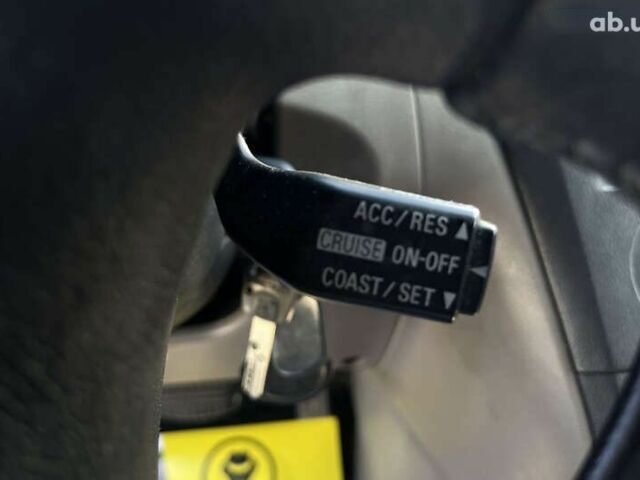 ab.u
ACC/RES ▲
CRUISE ON-OFF ◄
COAST/SET ▼